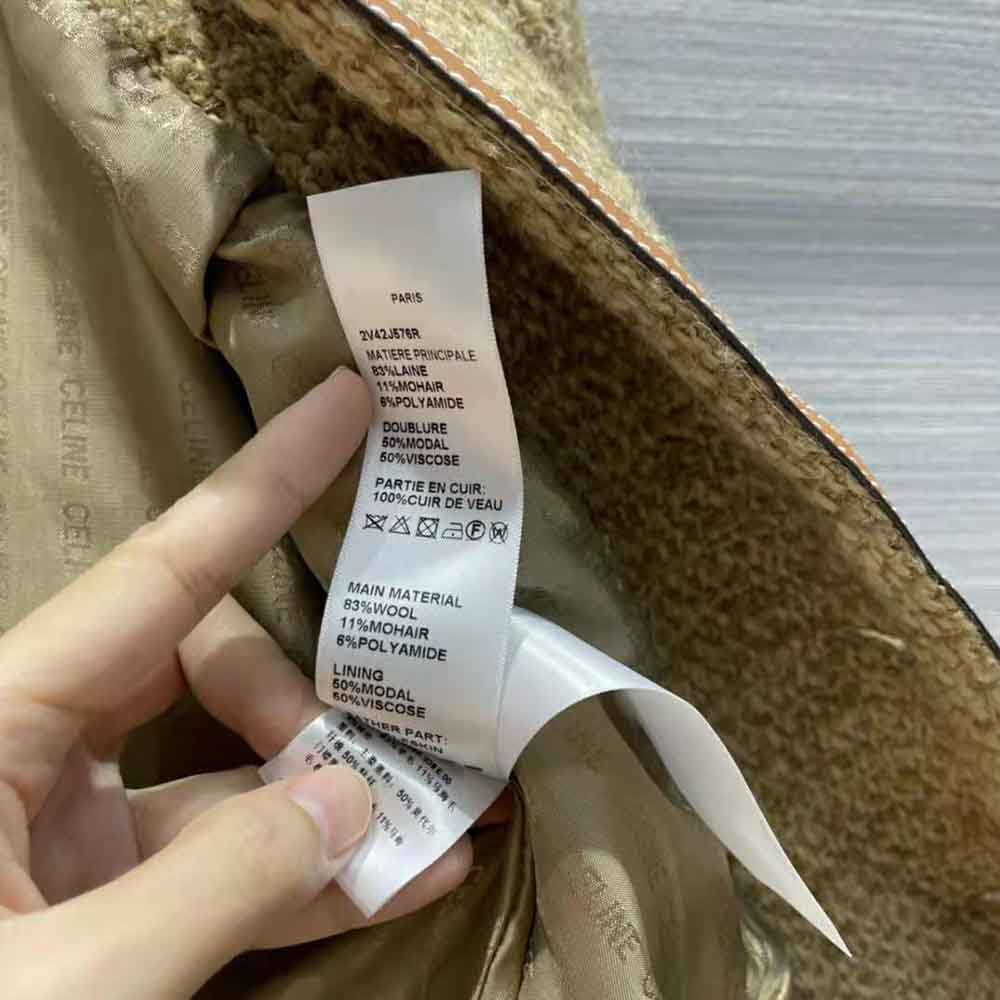 PARIS
2V42J576R
MATIERE PRINCIPALE
83%LAINE
11%MOHAIR
6%POLYAMIDE
DOUBLURE
50%MODAL
50%VISCOSE
PARTIE EN CUIR:
100%CUIR DE VEAU
MAIN MATERIAL
83%WOOL
11%MOHAIR
6%POLYAMIDE
LINING
50%MODAL
50%VISCOSE
PART:
CELINE
CELINE